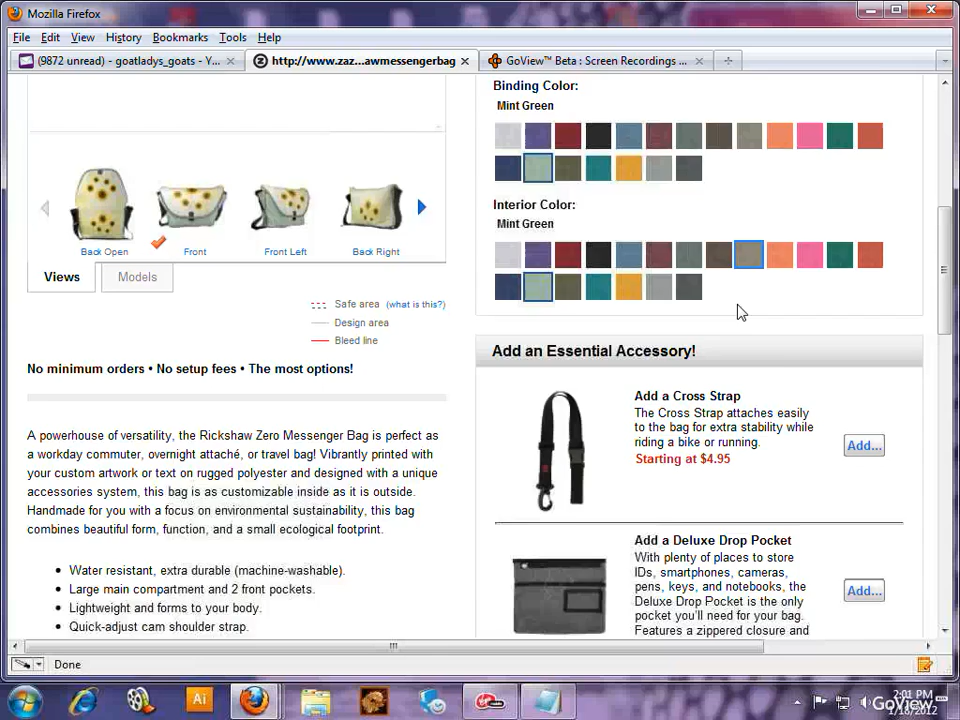 Mozilla Firefox
File Edit View History Bookmarks Tools Help
(9872 unread) - goatladys_goats - Y...
http://www.zaz...awmessengerbag
GoView™ Beta : Screen Recordings ...
Binding Color:
Mint Green
Interior Color:
Mint Green
Back Open
Front
Front Left
Back Right
Views
Models
Safe area (what is this?)
Design area
Bleed line
No minimum orders • No setup fees • The most options!
A powerhouse of versatility, the Rickshaw Zero Messenger Bag is perfect as
a workday commuter, overnight attaché, or travel bag! Vibrantly printed with
your custom artwork or text on rugged polyester and designed with a unique
accessories system, this bag is as customizable inside as it is outside.
Handmade for you with a focus on environmental sustainability, this bag
combines beautiful form, function, and a small ecological footprint.
• Water resistant, extra durable (machine-washable).
• Large main compartment and 2 front pockets.
• Lightweight and forms to your body.
• Quick-adjust cam shoulder strap.
Add an Essential Accessory!
Add a Cross Strap
The Cross Strap attaches easily
to the bag for extra stability while
riding a bike or running.
Starting at $4.95
Add...
Add a Deluxe Drop Pocket
With plenty of places to store
IDs, smartphones, cameras,
pens, keys, and notebooks, the
Deluxe Drop Pocket is the only
pocket you'll need for your bag.
Features a zippered closure and
Add...
Done
Ai
2:01 PM
1/18/2012
GoView